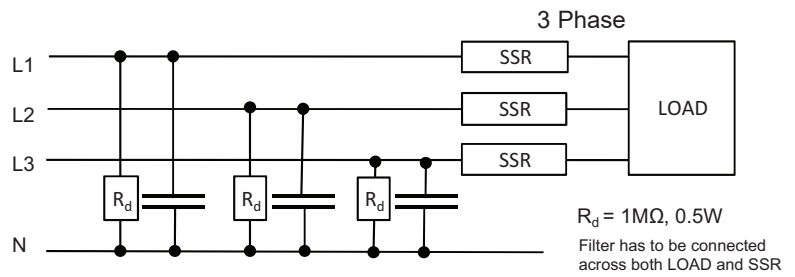 3 Phase
L1
SSR
L2
SSR
LOAD
L3
SSR
Rd
Rd
Rd
Rd = 1MΩ, 0.5W
N
Filter has to be connected
across both LOAD and SSR